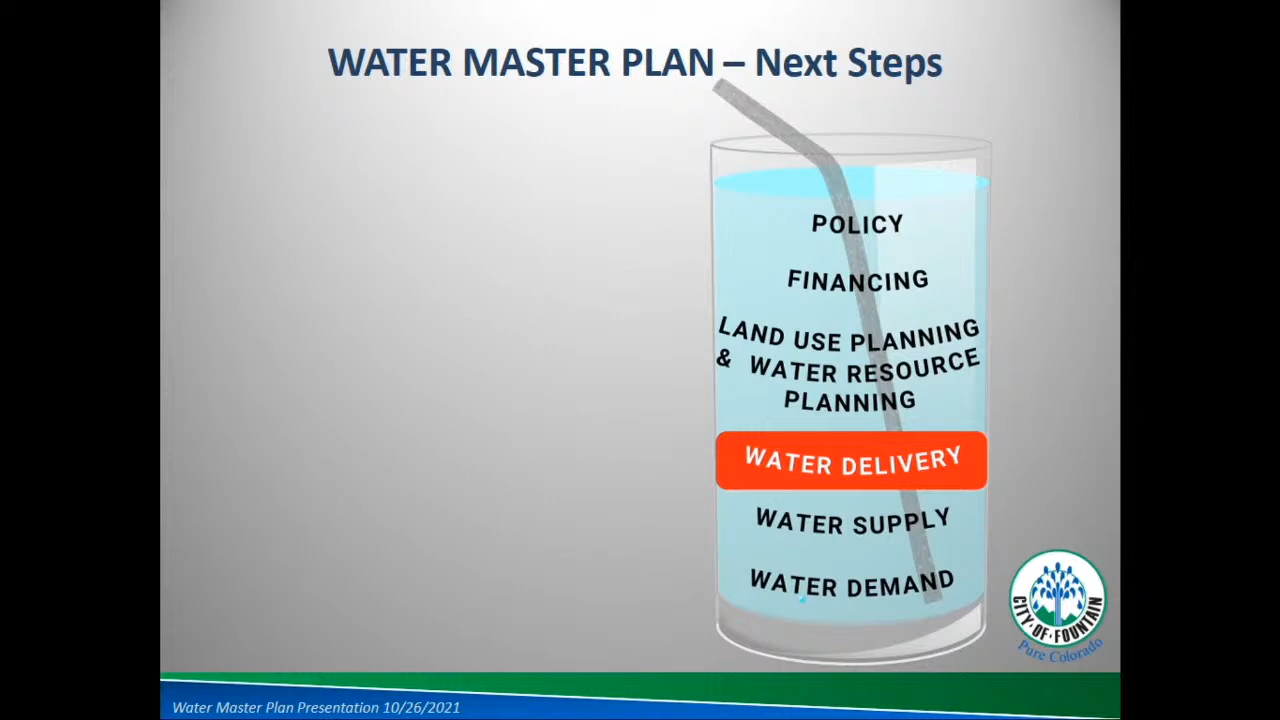 WATER MASTER PLAN – Next Steps
POLICY
FINANCING
LAND USE PLANNING
& WATER RESOURCE
PLANNING
WATER DELIVERY
WATER SUPPLY
WATER DEMAND
CITY·OF·FOUNTAIN
Pure Colorado
Water Master Plan Presentation 10/26/2021